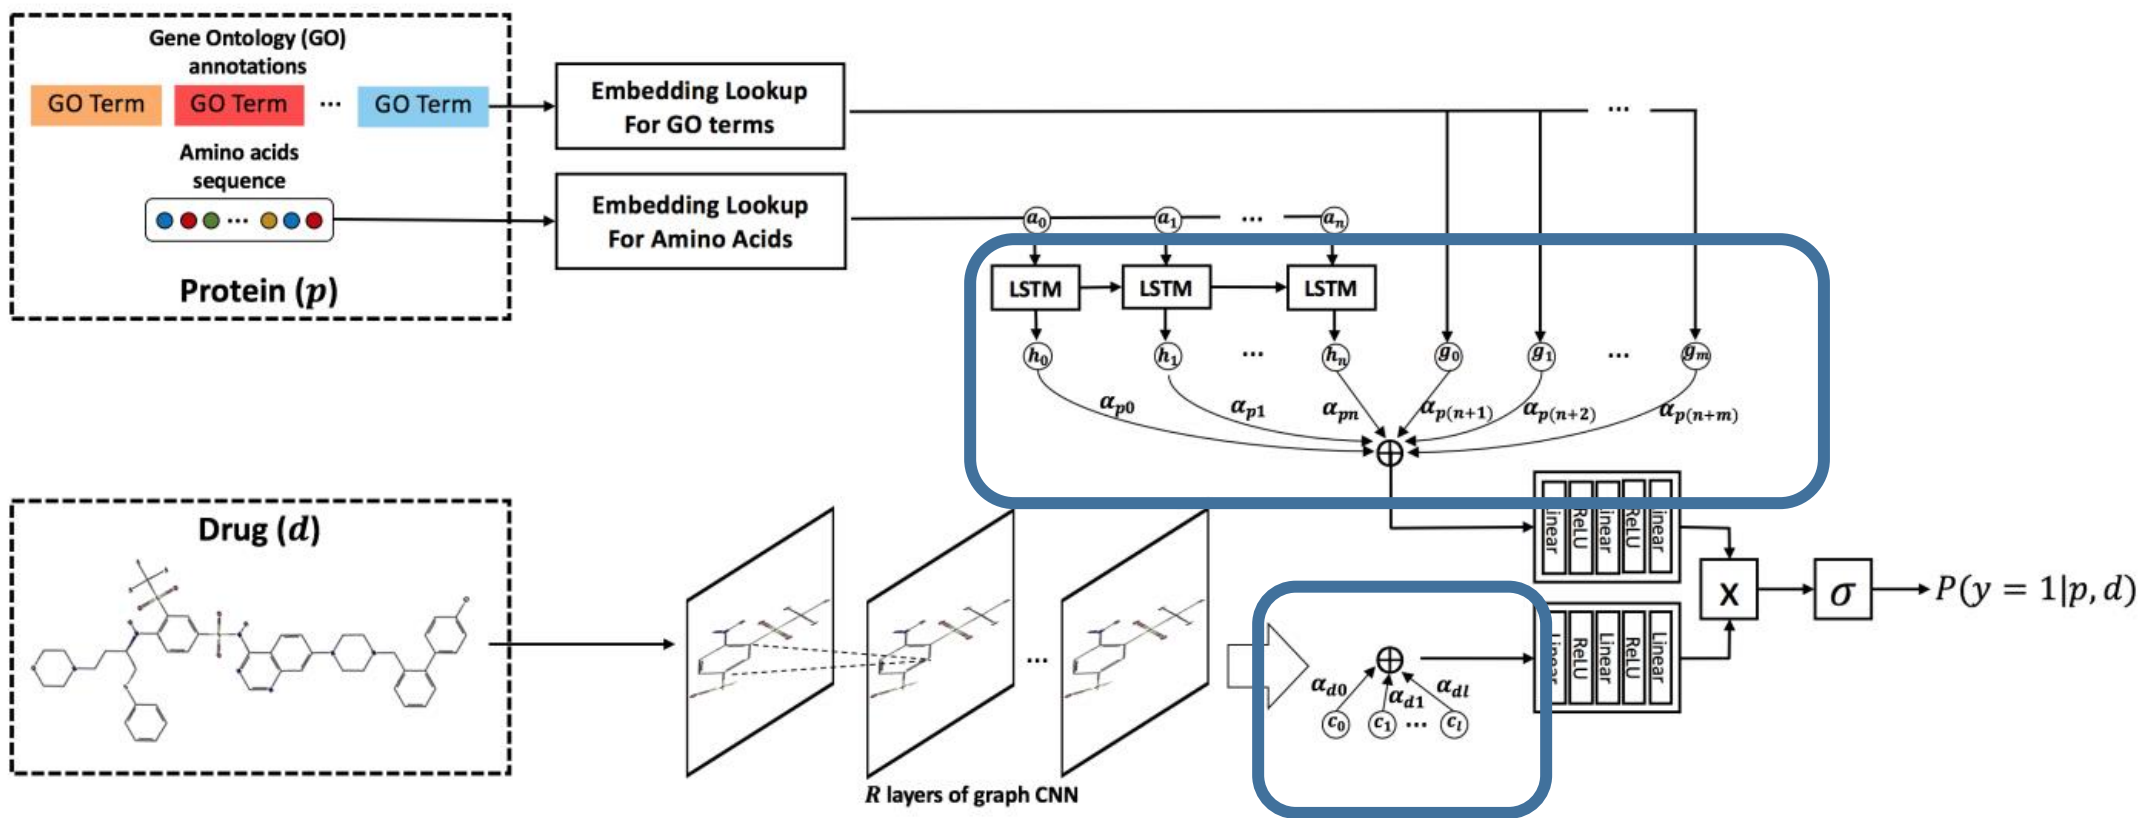 Gene Ontology (GO)
annotations
GO Term GO Term ... GO Term
Amino acids
sequence
...
Protein (p)
Embedding Lookup
For GO terms
Embedding Lookup
For Amino Acids
...
a0 a1 ... an
LSTM LSTM LSTM
h0 h1 ... hn g0 g1 ... gm
αp0 αp1 αpn αp(n+1) αp(n+2) αp(n+m)
⊕
Linear ReLU Linear ReLU Linear
Drug (d)
...
R layers of graph CNN
⊕
αd0 αd1 αdl
c0 c1 ... cl
Linear ReLU Linear ReLU Linear
X σ P(y = 1|p, d)